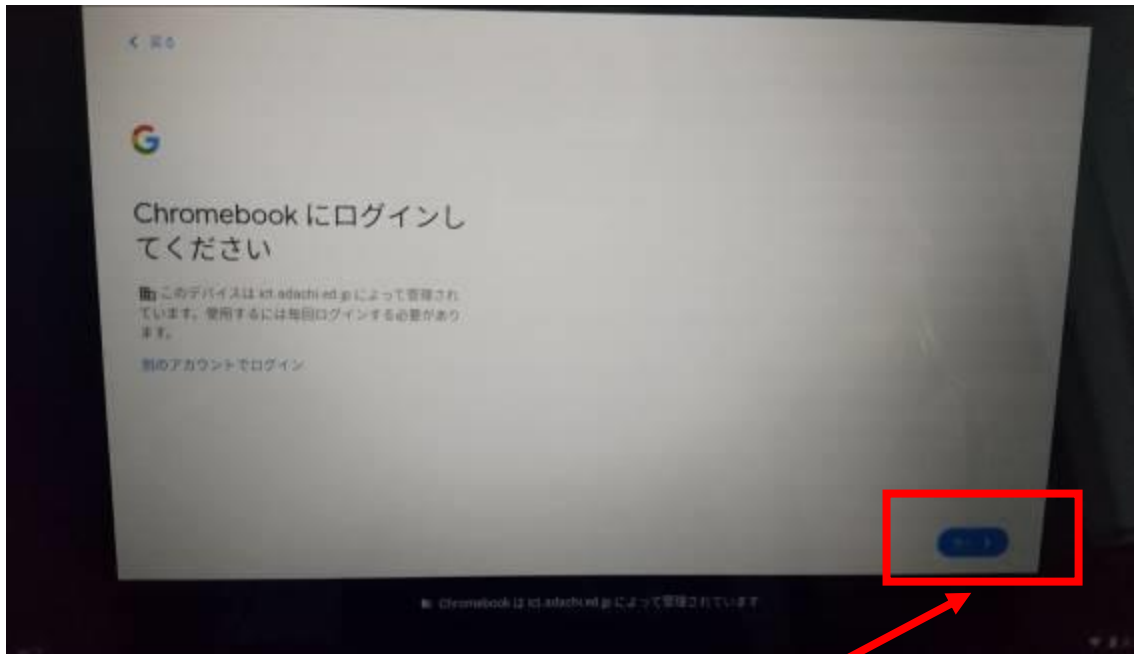 < 戻る
G
Chromebook にログインし
てください
このデバイスは ict.adachi.ed.jp によって管理され
ています。使用するには毎回ログインする必要があり
ます。
別のアカウントでログイン
Chromebook は ict.adachi.ed.jp によって管理されています